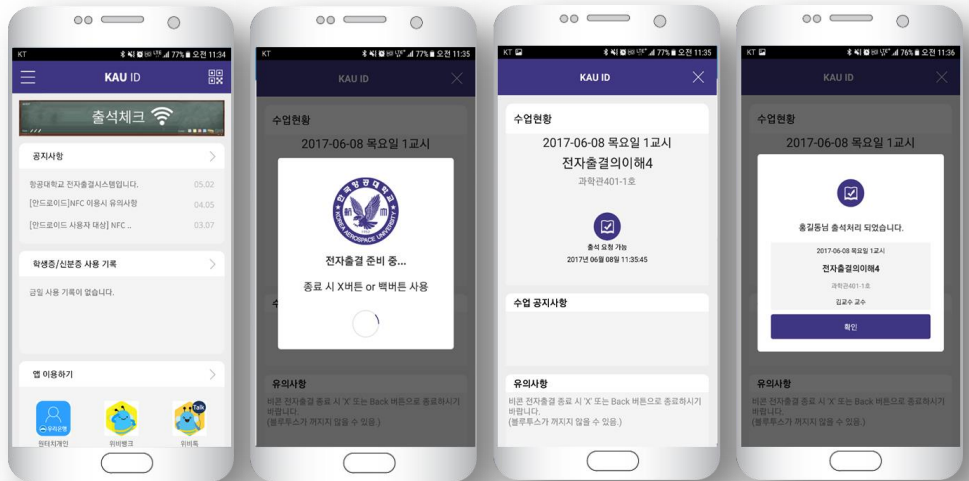 KT 77% 오전 11:34
KAU ID
출석체크
공지사항
항공대학교 전자출결시스템입니다. 05.02
[안드로이드]NFC 이용시 유의사항 04.05
[안드로이드 사용자 대상] NFC .. 03.07
학생증/신분증 사용 기록
금일 사용 기록이 없습니다.
앱 이용하기
우리은행
Talk
원터치개인 위비뱅크 위비톡
KT 77% 오전 11:35
KAU ID
수업현황
2017-06-08 목요일 1교시
한국항공대학교
KOREA AEROSPACE UNIVERSITY
전자출결 준비 중...
종료 시 X버튼 or 백버튼 사용
유의사항
비콘 전자출결 종료 시 'X' 또는 Back 버튼으로 종료하시기
바랍니다.
(블루투스가 꺼지지 않을 수 있음.)
KT 77% 오전 11:35
KAU ID
수업현황
2017-06-08 목요일 1교시
전자출결의이해4
과학관401-1호
출석 요청 가능
2017년 06월 08일 11:35:45
수업 공지사항
유의사항
비콘 전자출결 종료 시 'X' 또는 Back 버튼으로 종료하시기
바랍니다.
(블루투스가 꺼지지 않을 수 있음.)
KT 76% 오전 11:36
KAU ID
수업현황
2017-06-08 목요일 1교시
홍길동님 출석처리 되었습니다.
2017-06-08 목요일 1교시
전자출결의이해4
과학관401-1호
김교수 교수
확인
유의사항
비콘 전자출결 종료 시 'X' 또는 Back 버튼으로 종료하시기
바랍니다.
(블루투스가 꺼지지 않을 수 있음.)